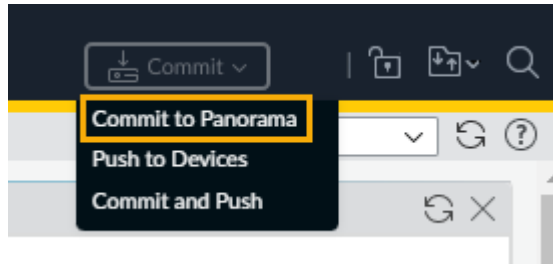 Commit
Commit to Panorama
Push to Devices
Commit and Push